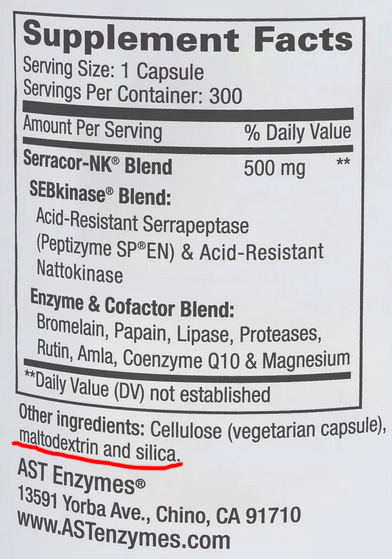 Supplement Facts
Serving Size: 1 Capsule
Servings Per Container: 300
Amount Per Serving % Daily Value
Serracor-NK® Blend 500 mg **
SEBkinase® Blend:
Acid-Resistant Serrapeptase
(Peptizyme SP®EN) & Acid-Resistant
Nattokinase
Enzyme & Cofactor Blend:
Bromelain, Papain, Lipase, Proteases,
Rutin, Amla, Coenzyme Q10 & Magnesium
**Daily Value (DV) not established
Other ingredients: Cellulose (vegetarian capsule),
maltodextrin and silica.
AST Enzymes®
13591 Yorba Ave., Chino, CA 91710
www.ASTenzymes.com